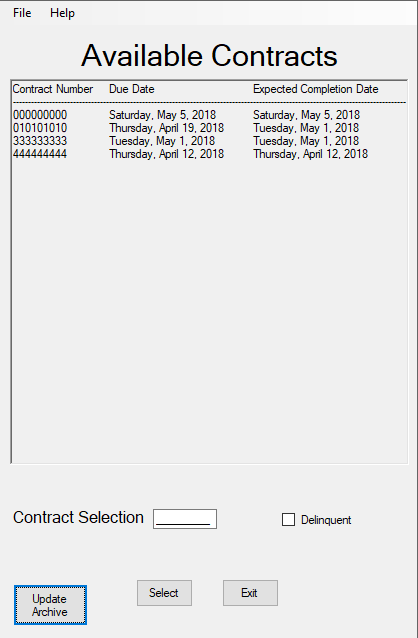 File Help
Available Contracts
Contract Number Due Date Expected Completion Date
000000000 Saturday, May 5, 2018 Saturday, May 5, 2018
010101010 Thursday, April 19, 2018 Tuesday, May 1, 2018
333333333 Tuesday, May 1, 2018 Tuesday, May 1, 2018
444444444 Thursday, April 12, 2018 Thursday, April 12, 2018
Contract Selection _________ Delinquent
Update
Archive
Select Exit